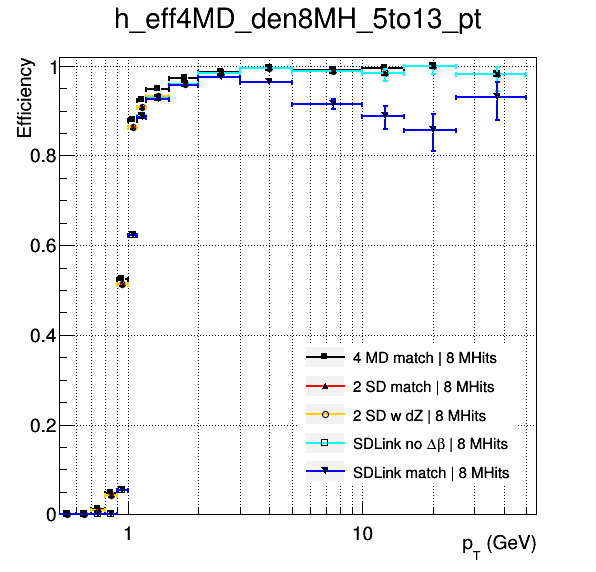 h_eff4MD_den8MH_5to13_pt
Efficiency
1
0.8
0.6
0.4
0.2
0
4 MD match | 8 MHits
2 SD match | 8 MHits
2 SD w dZ | 8 MHits
SDLink no Δβ | 8 MHits
SDLink match | 8 MHits
1
10
p_T (GeV)